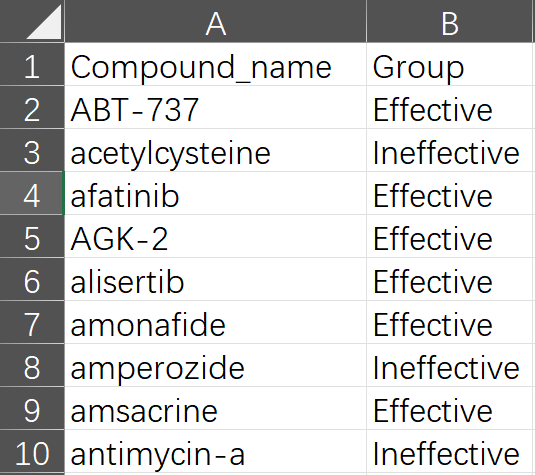 A B
1 Compound_name Group
2 ABT-737 Effective
3 acetylcysteine Ineffective
4 afatinib Effective
5 AGK-2 Effective
6 alisertib Effective
7 amonafide Effective
8 amperozide Ineffective
9 amsacrine Effective
10 antimycin-a Ineffective